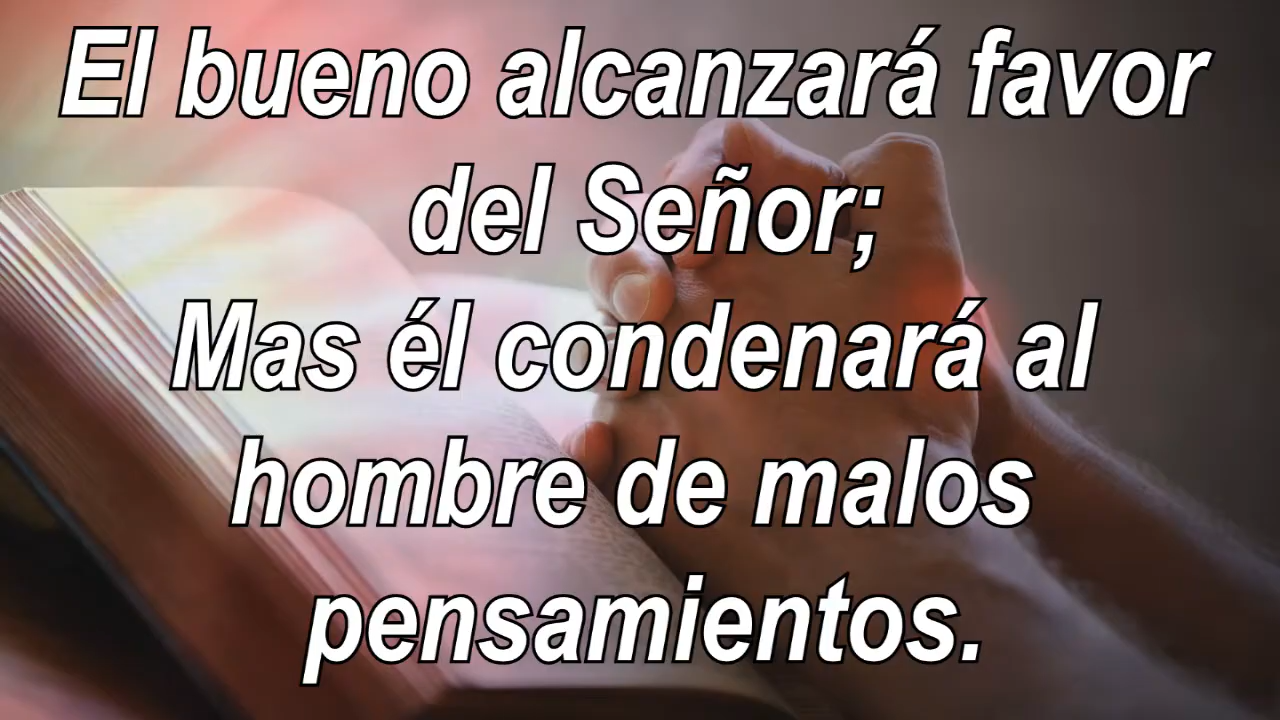 El bueno alcanzará favor
del Señor;
Mas él condenará al
hombre de malos
pensamientos.